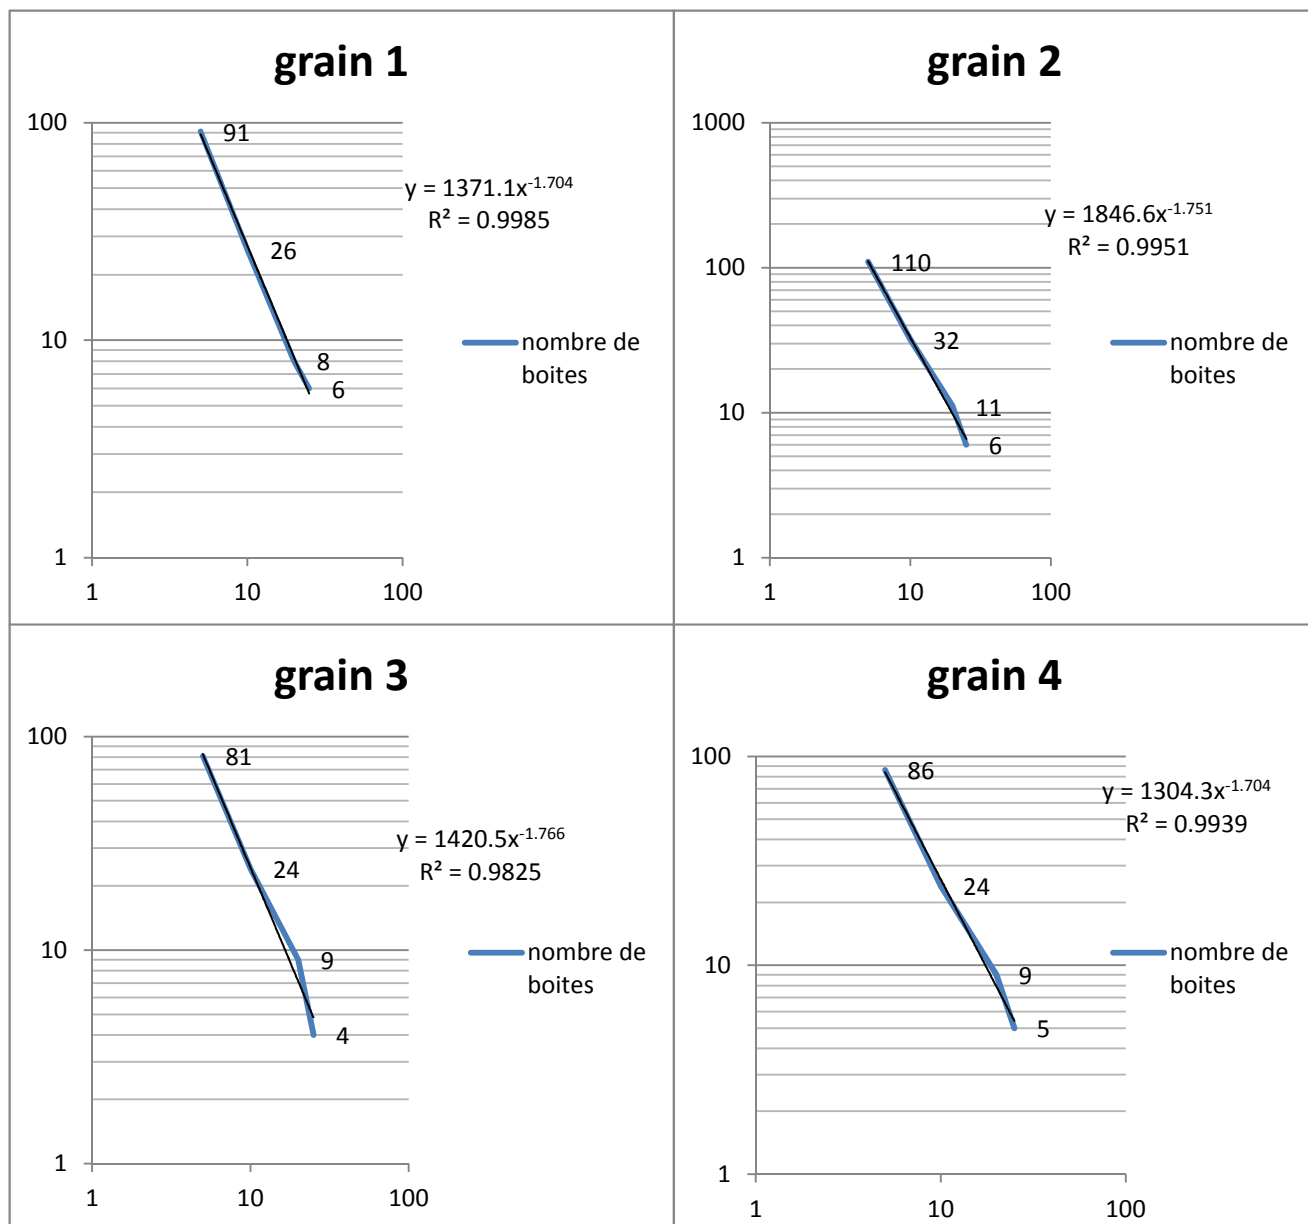 grain 1
100
10
1
1
10
100
91
26
8
6
y = 1371.1x-1.704
R² = 0.9985
nombre de
boites
grain 2
1000
100
10
1
1
10
100
110
32
11
6
y = 1846.6x-1.751
R² = 0.9951
nombre de
boites
grain 3
100
10
1
1
10
100
81
24
9
4
y = 1420.5x-1.766
R² = 0.9825
nombre de
boites
grain 4
100
10
1
1
10
100
86
24
9
5
y = 1304.3x-1.704
R² = 0.9939
nombre de
boites